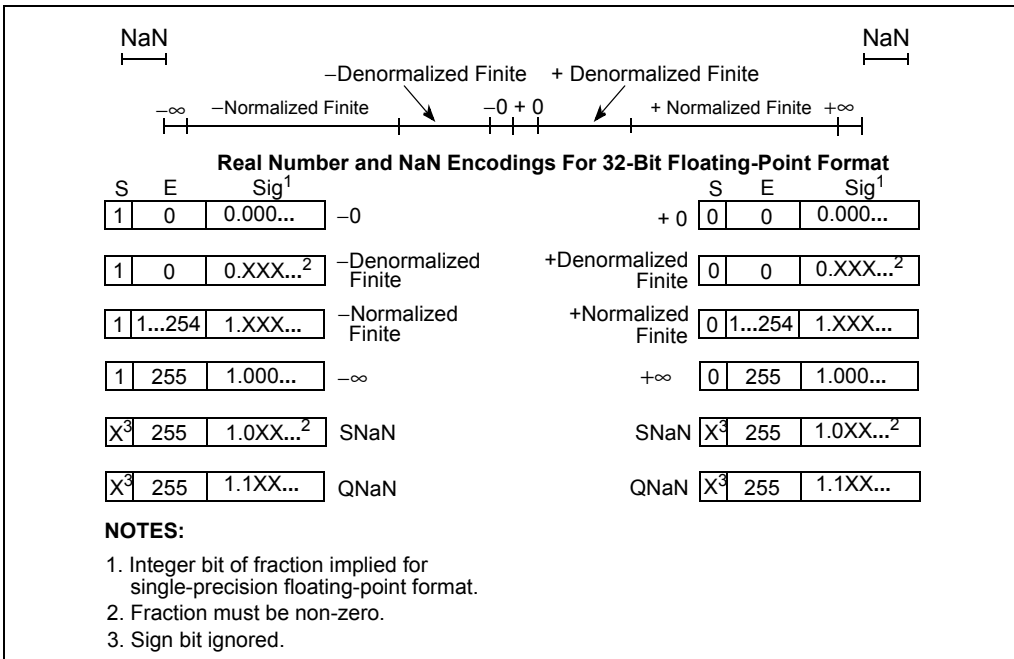 NaN NaN
−Denormalized Finite + Denormalized Finite
−∞ −Normalized Finite −0 + 0 + Normalized Finite +∞
Real Number and NaN Encodings For 32-Bit Floating-Point Format
S E Sig1 S E Sig1
1 0 0.000... −0 + 0 0 0 0.000...
1 0 0.XXX...2 −Denormalized Finite +Denormalized Finite 0 0 0.XXX...2
1 1...254 1.XXX... −Normalized Finite +Normalized Finite 0 1...254 1.XXX...
1 255 1.000... −∞ +∞ 0 255 1.000...
X3 255 1.0XX...2 SNaN SNaN X3 255 1.0XX...2
X3 255 1.1XX... QNaN QNaN X3 255 1.1XX...
NOTES:
1. Integer bit of fraction implied for
single-precision floating-point format.
2. Fraction must be non-zero.
3. Sign bit ignored.